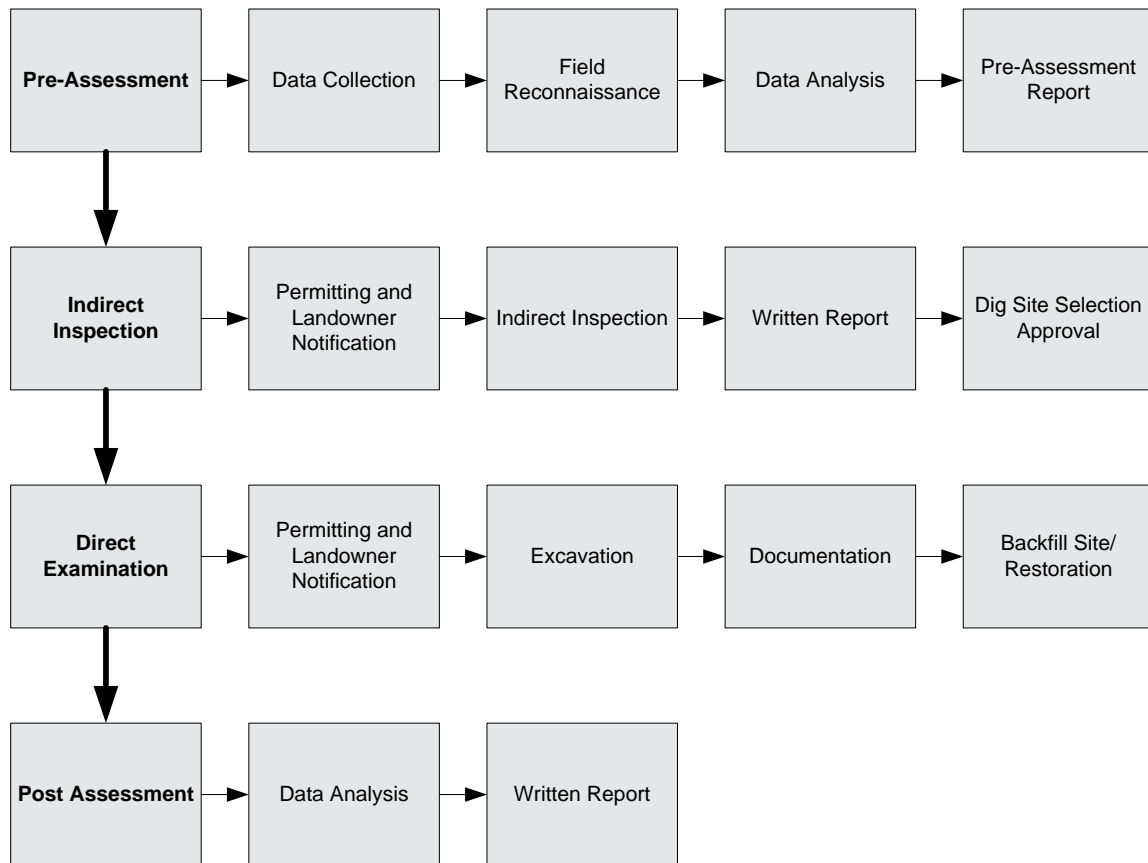 Pre-Assessment
Data Collection
Field
Reconnaissance
Data Analysis
Pre-Assessment
Report
Indirect
Inspection
Permitting and
Landowner
Notification
Indirect Inspection
Written Report
Dig Site Selection
Approval
Direct
Examination
Permitting and
Landowner
Notification
Excavation
Documentation
Backfill Site/
Restoration
Post Assessment
Data Analysis
Written Report